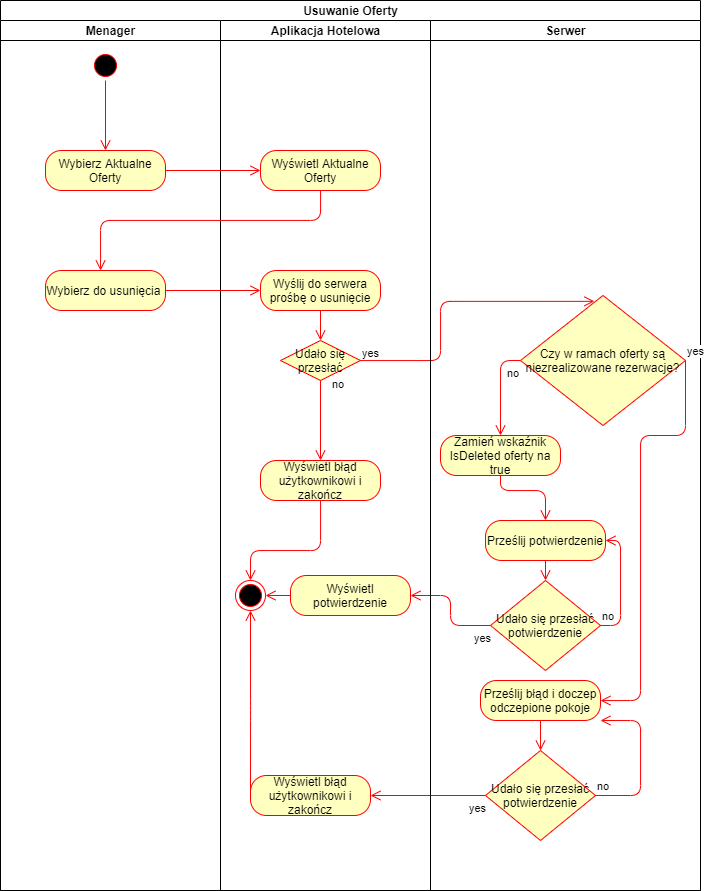 Usuwanie Oferty
Menager
Aplikacja Hotelowa
Serwer
Wybierz Aktualne
Oferty
Wyświetl Aktualne
Oferty
Wybierz do usunięcia
Wyślij do serwera
prośbę o usunięcie
Udało się
przesłać
yes
no
Czy w ramach oferty są
niezrealizowane rezerwacje?
yes
no
Zamień wskaźnik
IsDeleted oferty na
true
Wyświetl błąd
użytkownikowi i
zakończ
Prześlij potwierdzenie
Wyświetl
potwierdzenie
Udało się przesłać
potwierdzenie
no
yes
Prześlij błąd i doczep
odczepione pokoje
Wyświetl błąd
użytkownikowi i
zakończ
Udało się przesłać
potwierdzenie
no
yes